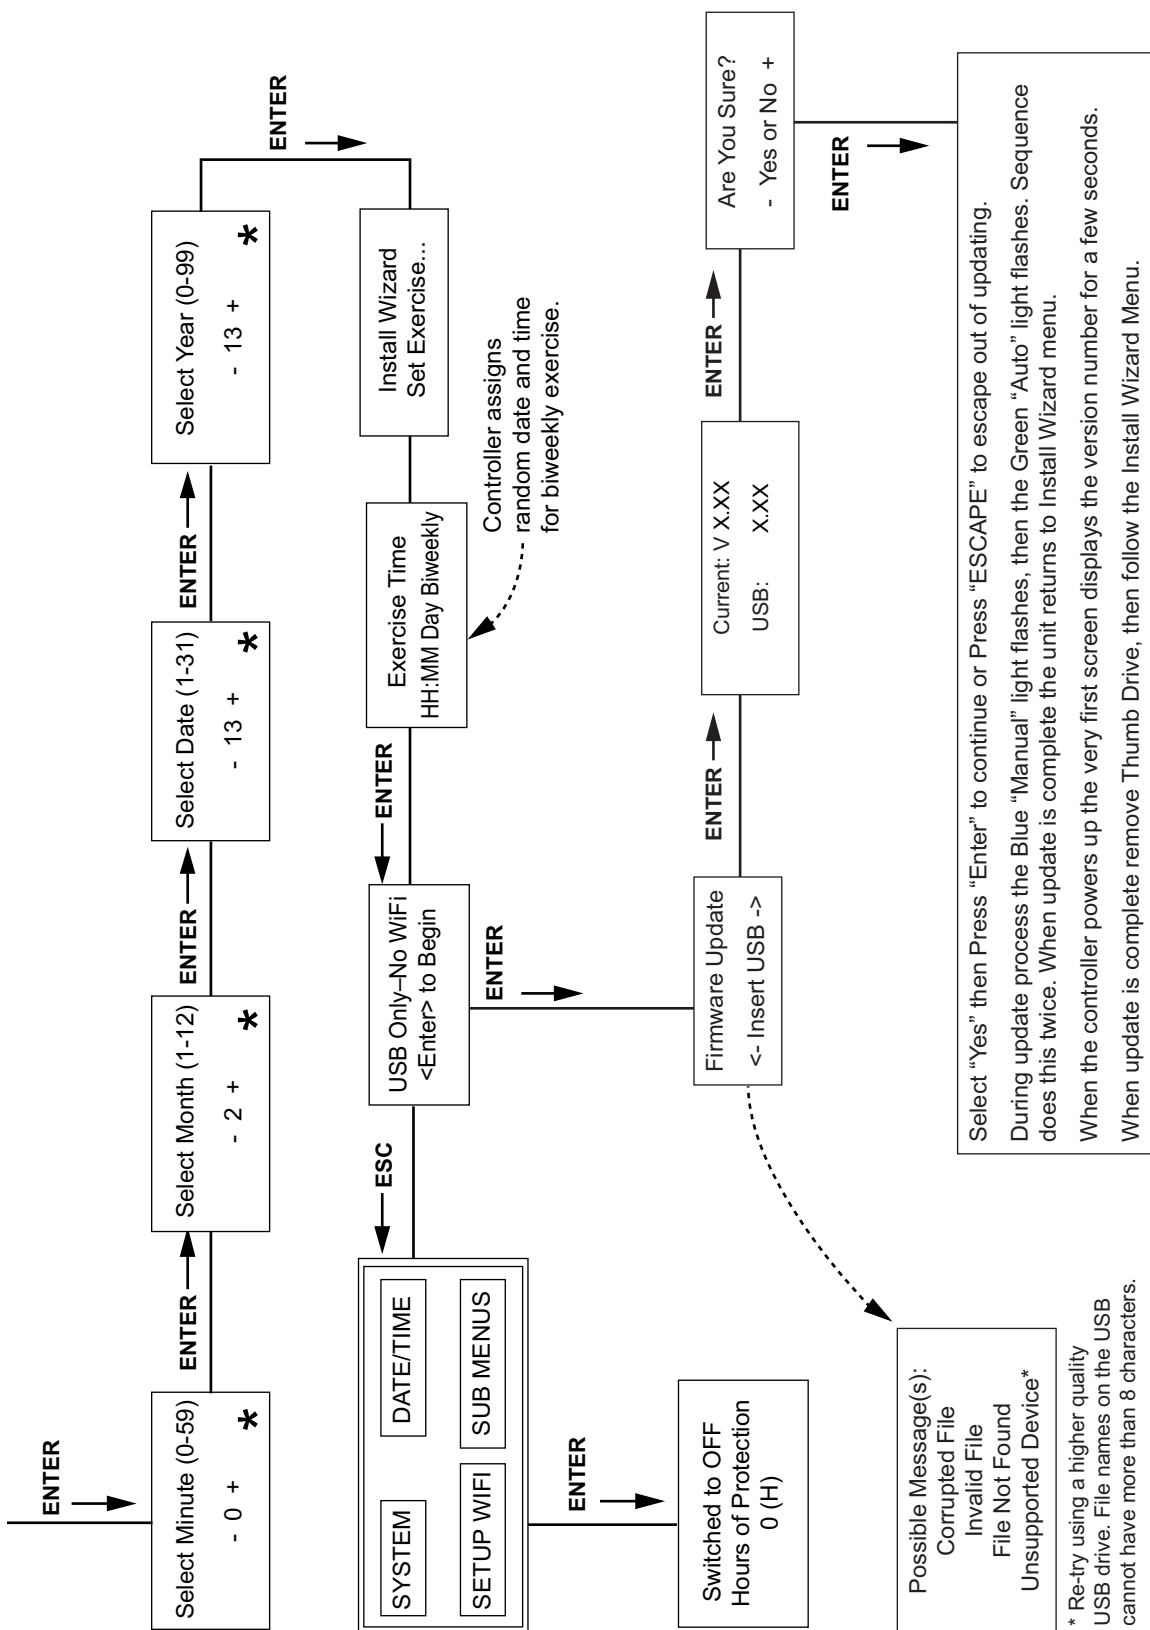 ENTER
Select Minute (0-59)
- 0 +
*
ENTER
Select Month (1-12)
- 2 +
*
ENTER
Select Date (1-31)
- 13 +
*
ENTER
Select Year (0-99)
- 13 +
*
ENTER
Install Wizard
Set Exercise...
Exercise Time
HH:MM Day Biweekly
Controller assigns
random date and time
for biweekly exercise.
ENTER
USB Only–No WiFi
<Enter> to Begin
ESC
SYSTEM
DATE/TIME
SETUP WIFI
SUB MENUS
ENTER
Switched to OFF
Hours of Protection
0 (H)
ENTER
Firmware Update
<- Insert USB ->
ENTER
Current: V X.XX
USB: X.XX
ENTER
Are You Sure?
- Yes or No +
ENTER
Possible Message(s):
Corrupted File
Invalid File
File Not Found
Unsupported Device*
* Re-try using a higher quality
USB drive. File names on the USB
cannot have more than 8 characters.
Select “Yes” then Press “Enter” to continue or Press “ESCAPE” to escape out of updating.
During update process the Blue “Manual” light flashes, then the Green “Auto” light flashes. Sequence
does this twice. When update is complete the unit returns to Install Wizard menu.
When the controller powers up the very first screen displays the version number for a few seconds.
When update is complete remove Thumb Drive, then follow the Install Wizard Menu.